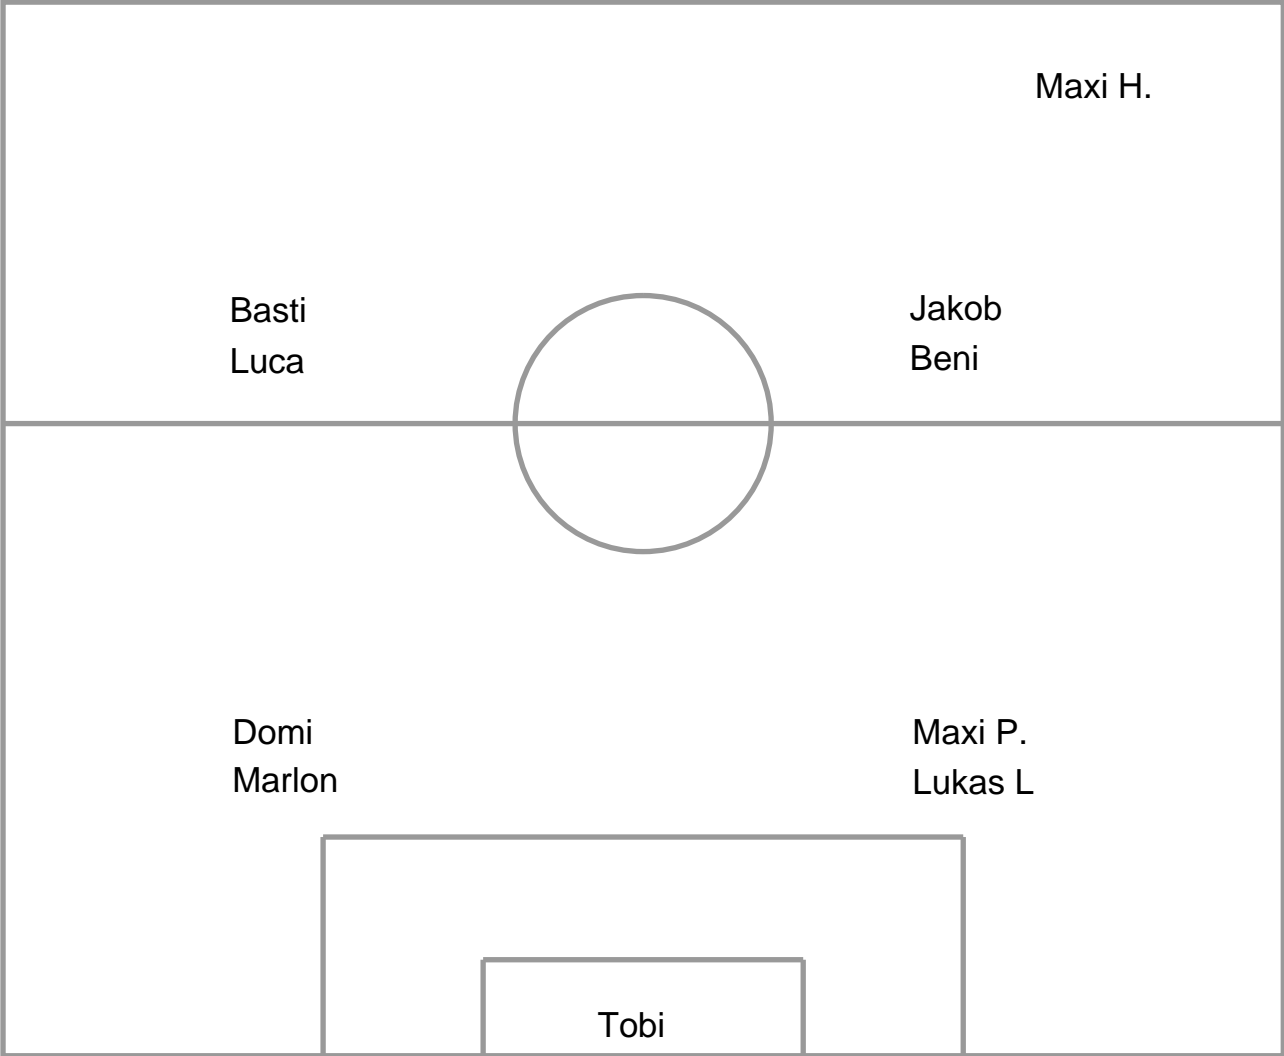 Maxi H.
Basti
Luca
Jakob
Beni
Domi
Marlon
Maxi P.
Lukas L
Tobi